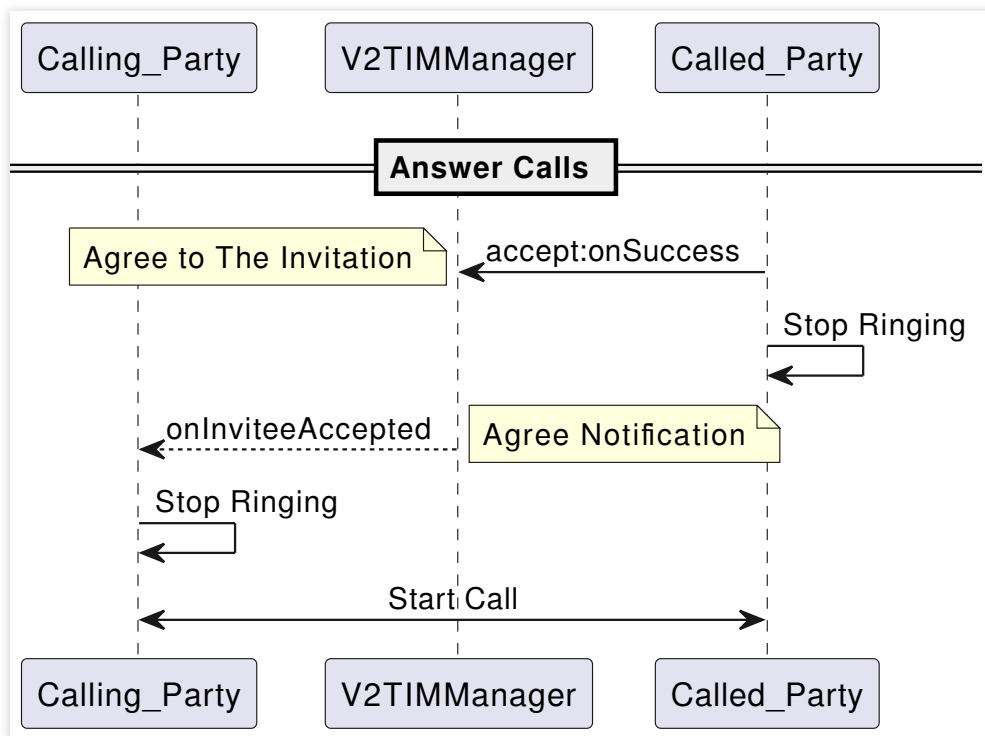 Calling_Party
V2TIMManager
Called_Party
Answer Calls
Agree to The Invitation
accept:onSuccess
Stop Ringing
onInviteeAccepted
Agree Notification
Stop Ringing
Start Call
Calling_Party
V2TIMManager
Called_Party